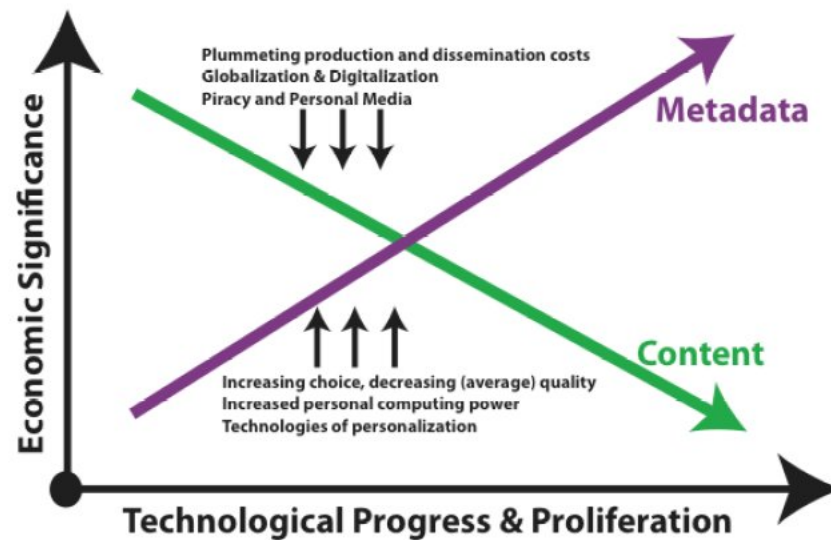 Plummeting production and dissemination costs
Globalization & Digitalization
Piracy and Personal Media
Metadata
Economic Significance
Content
Increasing choice, decreasing (average) quality
Increased personal computing power
Technologies of personalization
Technological Progress & Proliferation